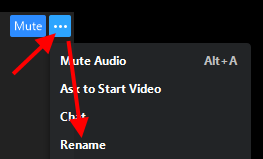 Mute ...
Mute Audio Alt+A
Ask to Start Video
Chat
Rename